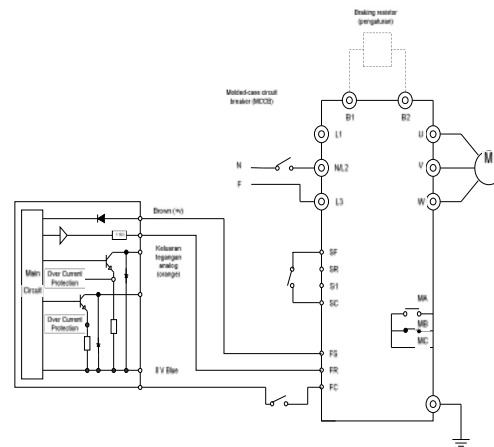 Braking resistor
(pengaturan)
Molded-case circuit
breaker (MCCB)
B1
B2
L1
U
N
N/L2
V
M
F
L3
W
Brown (+V)
Keluaran
tegangan
analog
(orange)
Main
Circuit
Over Current
Protection
Over Current
Protection
0 V Blue
SF
SR
S1
SC
MA
MB
MC
FS
FR
FC